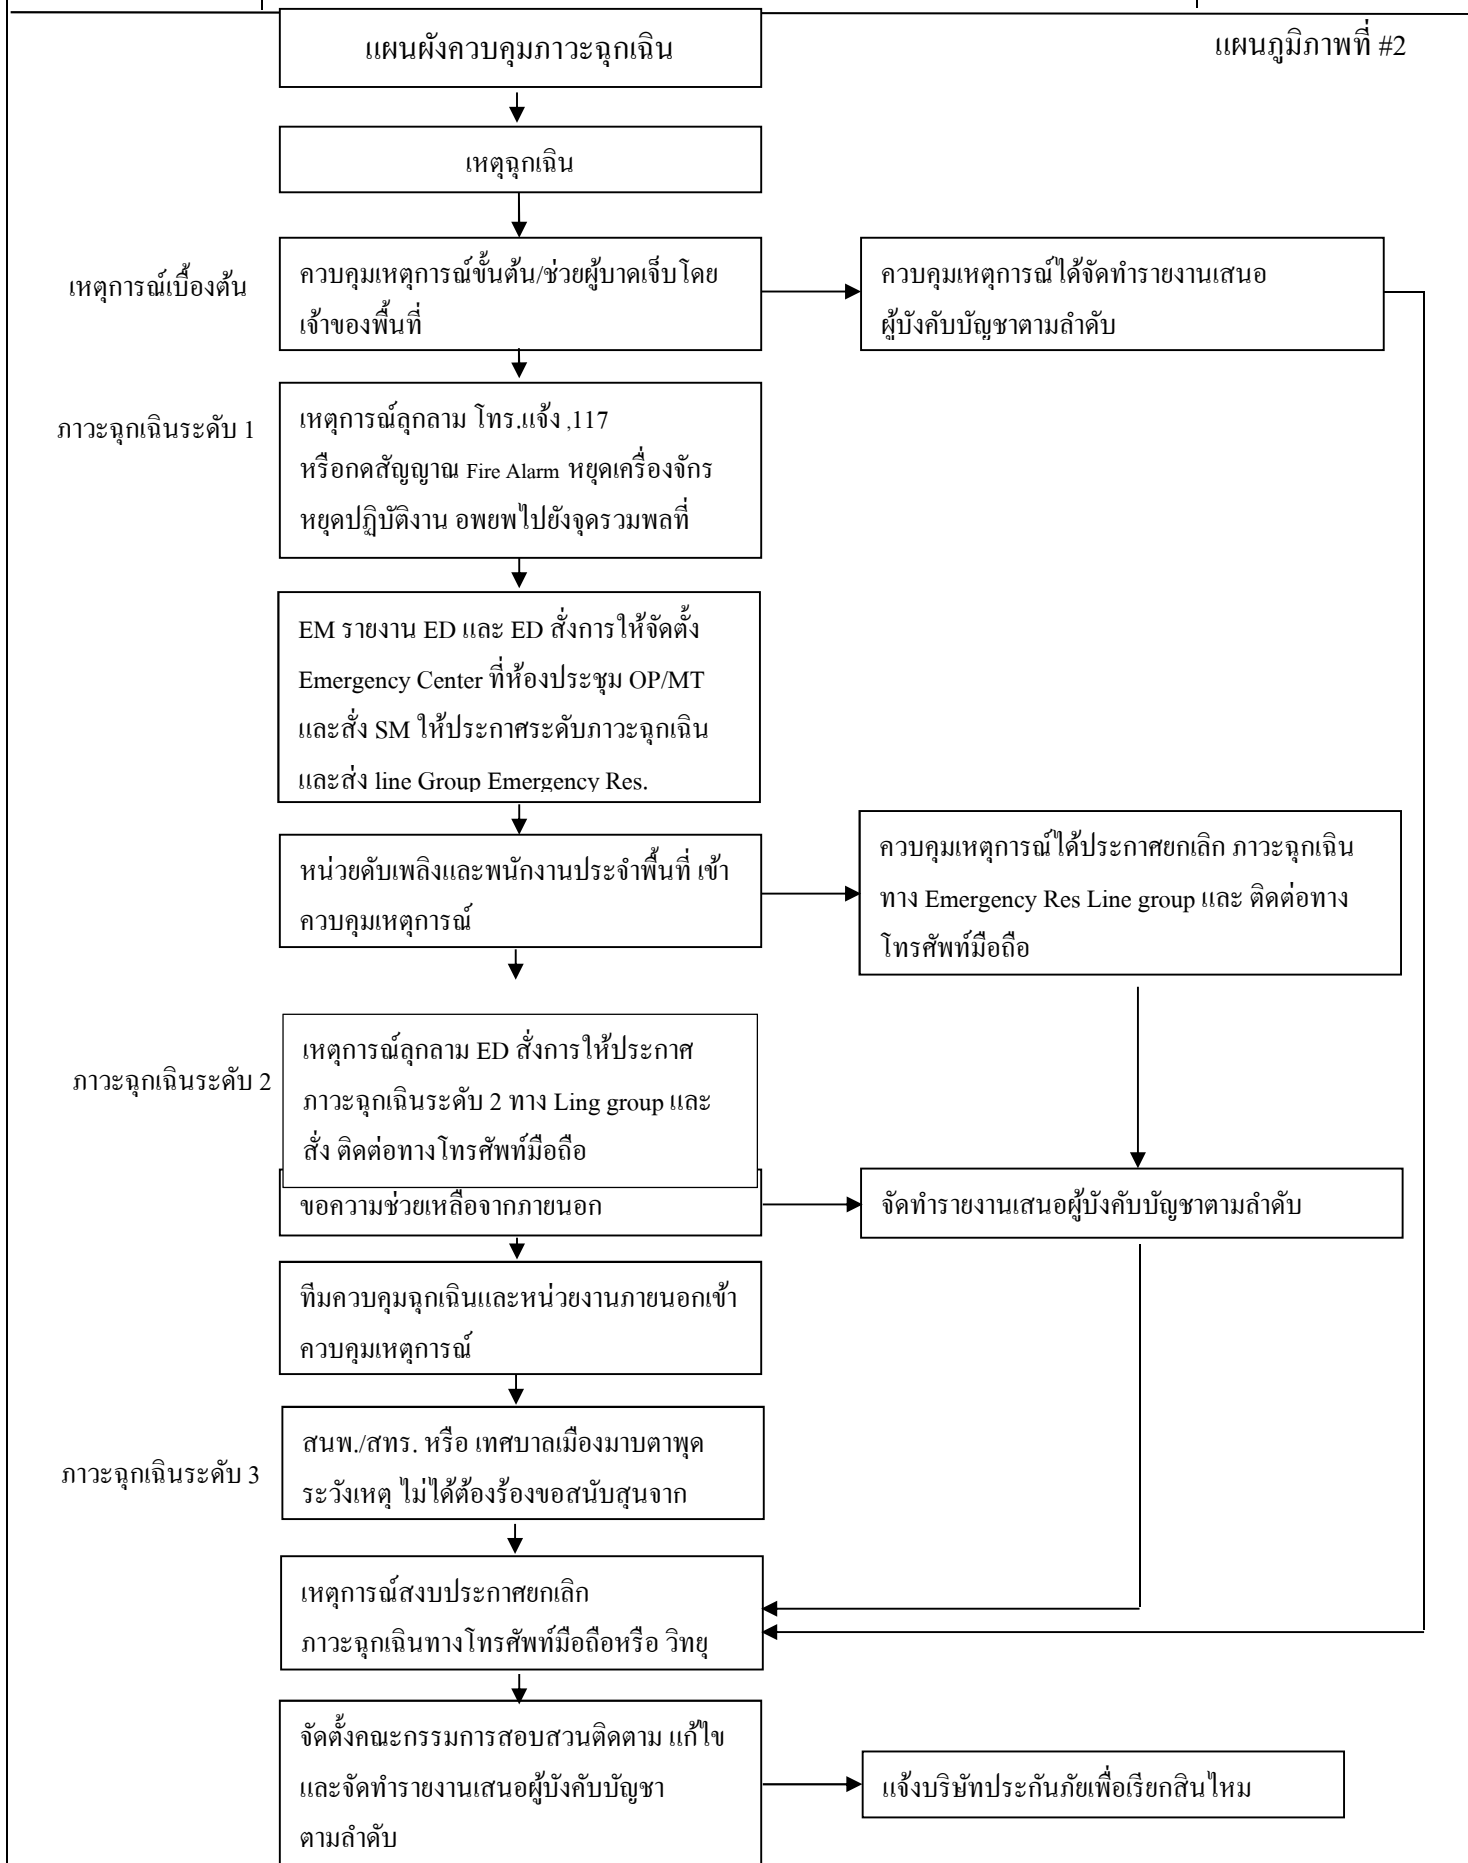 แผนผังควบคุมภาวะฉุกเฉิน
แผนภูมิภาพที่ #2
เหตุฉุกเฉิน
เหตุการณ์เบื้องต้น
ควบคุมเหตุการณ์ขั้นต้น/ช่วยผู้บาดเจ็บโดย
เจ้าของพื้นที่
ควบคุมเหตุการณ์ได้จัดทำรายงานเสนอ
ผู้บังคับบัญชาตามลำดับ
ภาวะฉุกเฉินระดับ 1
เหตุการณ์ลุกลาม โทร.แจ้ง ,117
หรือกดสัญญาณ Fire Alarm หยุดเครื่องจักร
หยุดปฏิบัติงาน อพยพไปยังจุดรวมพลที่
EM รายงาน ED และ ED สั่งการให้จัดตั้ง
Emergency Center ที่ห้องประชุม OP/MT
และสั่ง SM ให้ประกาศระดับภาวะฉุกเฉิน
และส่ง line Group Emergency Res.
หน่วยดับเพลิงและพนักงานประจำพื้นที่ เข้า
ควบคุมเหตุการณ์
ควบคุมเหตุการณ์ได้ประกาศยกเลิก ภาวะฉุกเฉิน
ทาง Emergency Res Line group และ ติดต่อทาง
โทรศัพท์มือถือ
ภาวะฉุกเฉินระดับ 2
เหตุการณ์ลุกลาม ED สั่งการให้ประกาศ
ภาวะฉุกเฉินระดับ 2 ทาง Ling group และ
สั่ง ติดต่อทางโทรศัพท์มือถือ
ขอความช่วยเหลือจากภายนอก
จัดทำรายงานเสนอผู้บังคับบัญชาตามลำดับ
ทีมควบคุมฉุกเฉินและหน่วยงานภายนอกเข้า
ควบคุมเหตุการณ์
ภาวะฉุกเฉินระดับ 3
สนพ./สทร. หรือ เทศบาลเมืองมาบตาพุด
ระวังเหตุ ไม่ได้ต้องร้องขอสนับสุนจาก
เหตุการณ์สงบประกาศยกเลิก
ภาวะฉุกเฉินทางโทรศัพท์มือถือหรือ วิทยุ
จัดตั้งคณะกรรมการสอบสวนติดตาม แก้ไข
และจัดทำรายงานเสนอผู้บังคับบัญชา
ตามลำดับ
แจ้งบริษัทประกันภัยเพื่อเรียกสินไหม